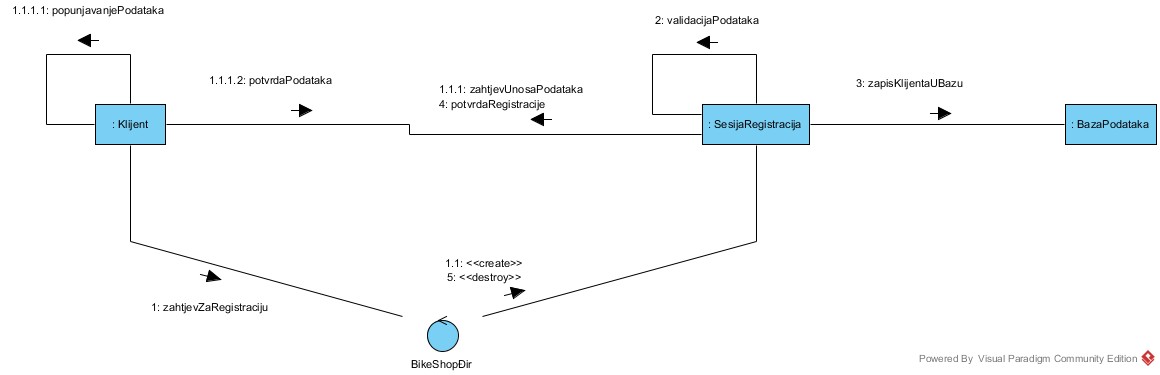 1.1.1.1: popunjavanjePodataka
2: validacijaPodataka
1.1.1.2: potvrdaPodataka
1.1.1: zahtjevUnosaPodataka
4: potvrdaRegistracije
3: zapisKlijentaUBazu
: Klijent
: SesijaRegistracija
: BazaPodataka
1.1: <<create>>
5: <<destroy>>
1: zahtjevZaRegistraciju
BikeShopĐir
Powered By Visual Paradigm Community Edition